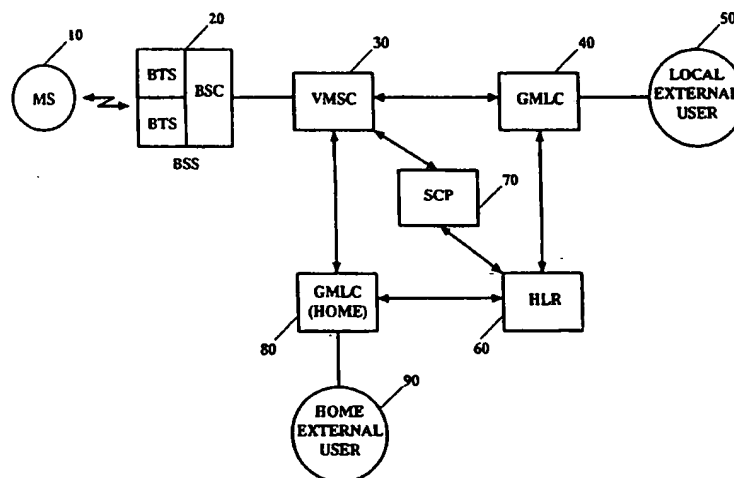 10
20
30
40
50
MS
BTS
BTS
BSC
BSS
VMSC
GMLC
LOCAL
EXTERNAL
USER
SCP
70
GMLC
(HOME)
80
HLR
60
90
HOME
EXTERNAL
USER